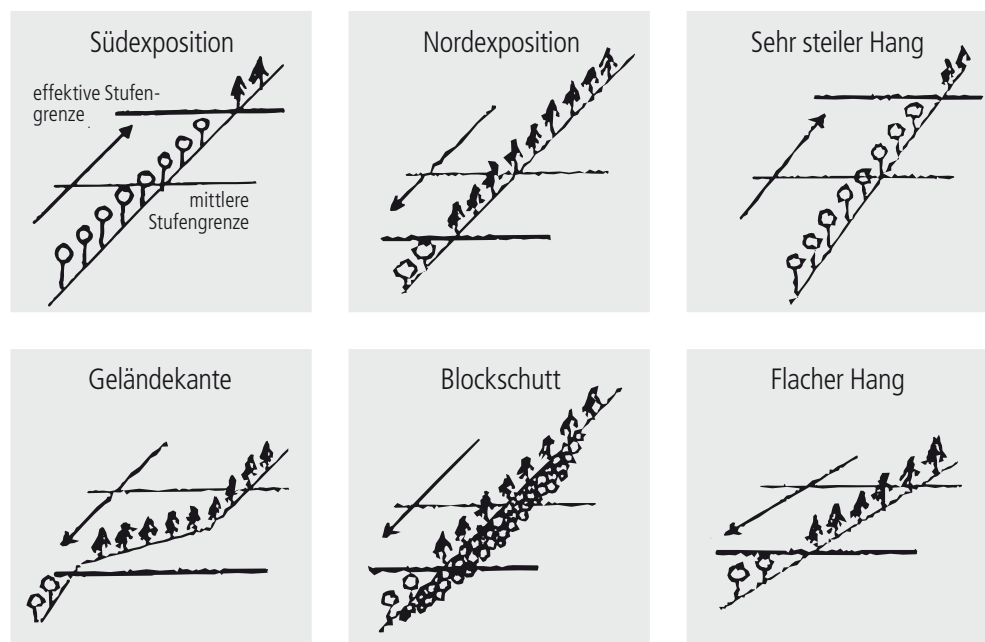 Südexposition
effektive Stufen-
grenze
mittlere
Stufengrenze
Nordexposition
Sehr steiler Hang
Geländekante
Blockschutt
Flacher Hang